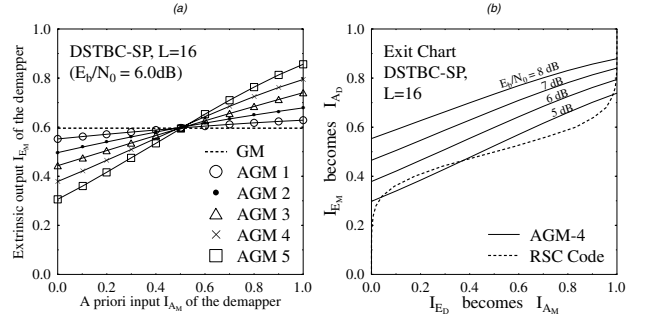 (a)
DSTBC-SP, L=16
(Eb/N0 = 6.0dB)
GM
AGM 1
AGM 2
AGM 3
AGM 4
AGM 5
Extrinsic output IEM of the demapper
1.0
0.8
0.6
0.4
0.2
0.0
0.0 0.2 0.4 0.6 0.8 1.0
A priori input IAM of the demapper
(b)
Exit Chart
DSTBC-SP,
L=16
Eb/N0 = 8 dB
7 dB
6 dB
5 dB
AGM-4
RSC Code
IEM becomes IAD
1.0
0.8
0.6
0.4
0.2
0.0
0.0 0.2 0.4 0.6 0.8 1.0
IED becomes IAM